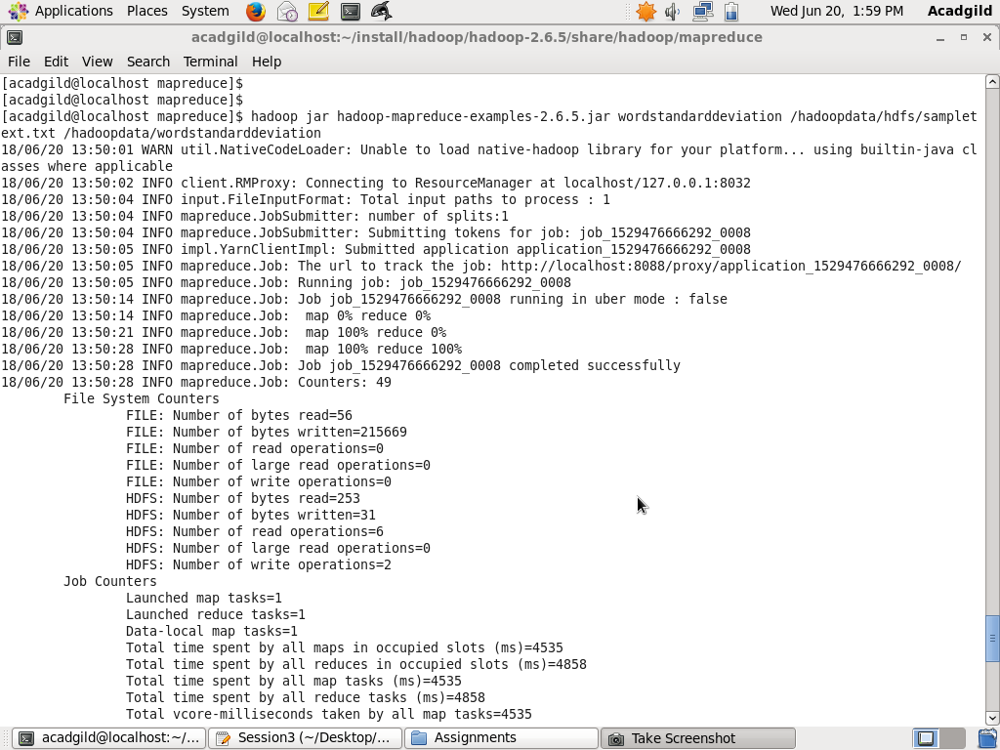 Applications Places System Wed Jun 20, 1:59 PM Acadgild
acadgild@localhost:~/install/hadoop/hadoop-2.6.5/share/hadoop/mapreduce
File Edit View Search Terminal Help
[acadgild@localhost mapreduce]$
[acadgild@localhost mapreduce]$
[acadgild@localhost mapreduce]$ hadoop jar hadoop-mapreduce-examples-2.6.5.jar wordstandarddeviation /hadoopdata/hdfs/samplet
ext.txt /hadoopdata/wordstandarddeviation
18/06/20 13:50:01 WARN util.NativeCodeLoader: Unable to load native-hadoop library for your platform... using builtin-java cl
asses where applicable
18/06/20 13:50:02 INFO client.RMProxy: Connecting to ResourceManager at localhost/127.0.0.1:8032
18/06/20 13:50:04 INFO input.FileInputFormat: Total input paths to process : 1
18/06/20 13:50:04 INFO mapreduce.JobSubmitter: number of splits:1
18/06/20 13:50:04 INFO mapreduce.JobSubmitter: Submitting tokens for job: job_1529476666292_0008
18/06/20 13:50:05 INFO impl.YarnClientImpl: Submitted application application_1529476666292_0008
18/06/20 13:50:05 INFO mapreduce.Job: The url to track the job: http://localhost:8088/proxy/application_1529476666292_0008/
18/06/20 13:50:05 INFO mapreduce.Job: Running job: job_1529476666292_0008
18/06/20 13:50:14 INFO mapreduce.Job: Job job_1529476666292_0008 running in uber mode : false
18/06/20 13:50:14 INFO mapreduce.Job:  map 0% reduce 0%
18/06/20 13:50:21 INFO mapreduce.Job:  map 100% reduce 0%
18/06/20 13:50:28 INFO mapreduce.Job:  map 100% reduce 100%
18/06/20 13:50:28 INFO mapreduce.Job: Job job_1529476666292_0008 completed successfully
18/06/20 13:50:28 INFO mapreduce.Job: Counters: 49
File System Counters
FILE: Number of bytes read=56
FILE: Number of bytes written=215669
FILE: Number of read operations=0
FILE: Number of large read operations=0
FILE: Number of write operations=0
HDFS: Number of bytes read=253
HDFS: Number of bytes written=31
HDFS: Number of read operations=6
HDFS: Number of large read operations=0
HDFS: Number of write operations=2
Job Counters
Launched map tasks=1
Launched reduce tasks=1
Data-local map tasks=1
Total time spent by all maps in occupied slots (ms)=4535
Total time spent by all reduces in occupied slots (ms)=4858
Total time spent by all map tasks (ms)=4535
Total time spent by all reduce tasks (ms)=4858
Total vcore-milliseconds taken by all map tasks=4535
acadgild@localhost:~/... Session3 (~/Desktop/... Assignments Take Screenshot